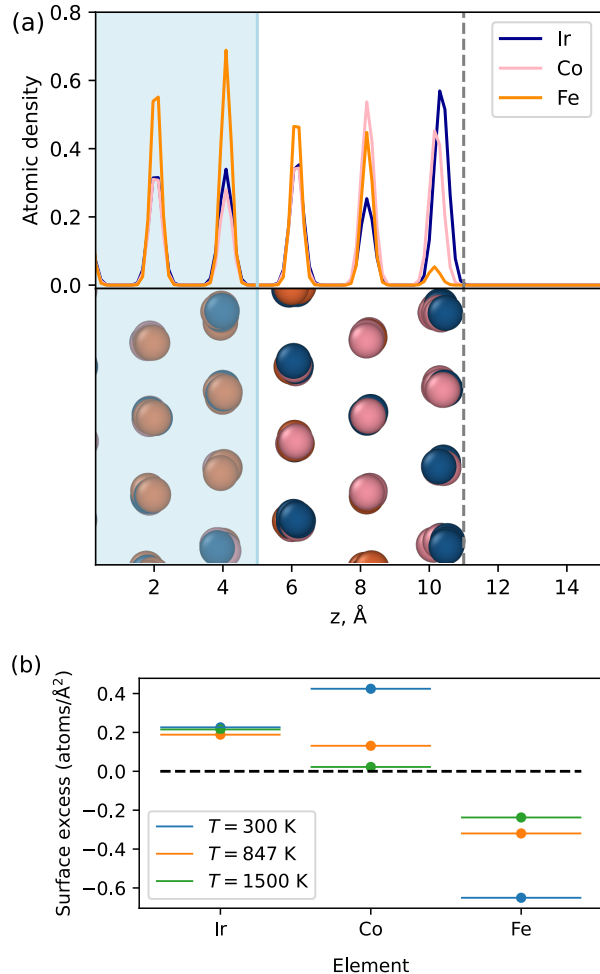 (a)
Atomic density
0.8
0.6
0.4
0.2
0.0
Ir
Co
Fe
2 4 6 8 10 12 14
z, Å
(b)
Surface excess (atoms/Å²)
0.4
0.2
0.0
−0.2
−0.4
−0.6
T = 300 K
T = 847 K
T = 1500 K
Ir Co Fe
Element